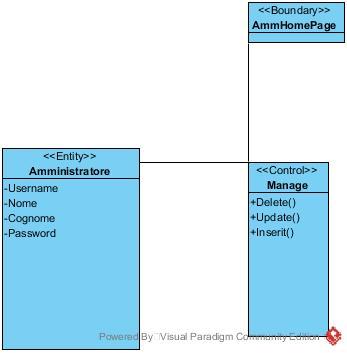 <<Boundary>>
AmmHomePage
<<Entity>>
Amministratore
-Username
-Nome
-Cognome
-Password
<<Control>>
Manage
+Delete()
+Update()
+Inserit()
Powered By Visual Paradigm Community Edition